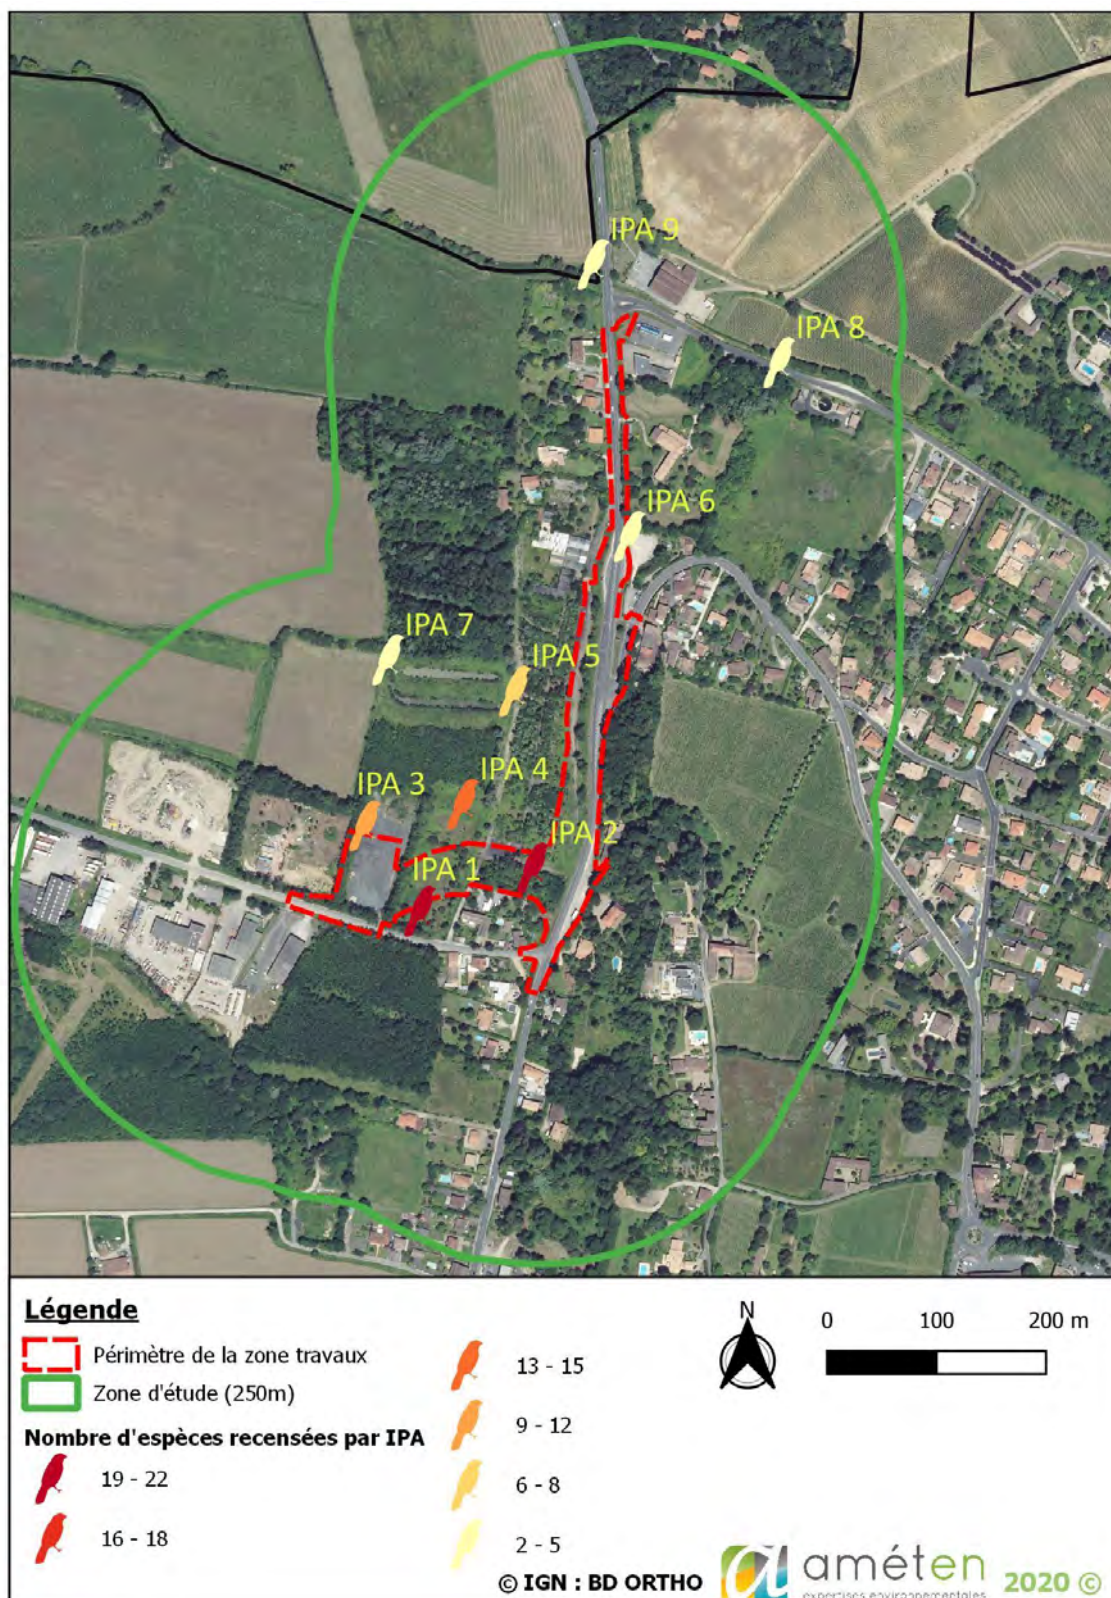 IPA 9
IPA 8
IPA 6
IPA 7
IPA 5
IPA 4
IPA 3
IPA 2
IPA 1
Légende
Périmètre de la zone travaux
Zone d'étude (250m)
Nombre d'espèces recensées par IPA
19 - 22
16 - 18
13 - 15
9 - 12
6 - 8
2 - 5
N
0 100 200 m
© IGN : BD ORTHO
a améten
expertises environnementales
2020 ©